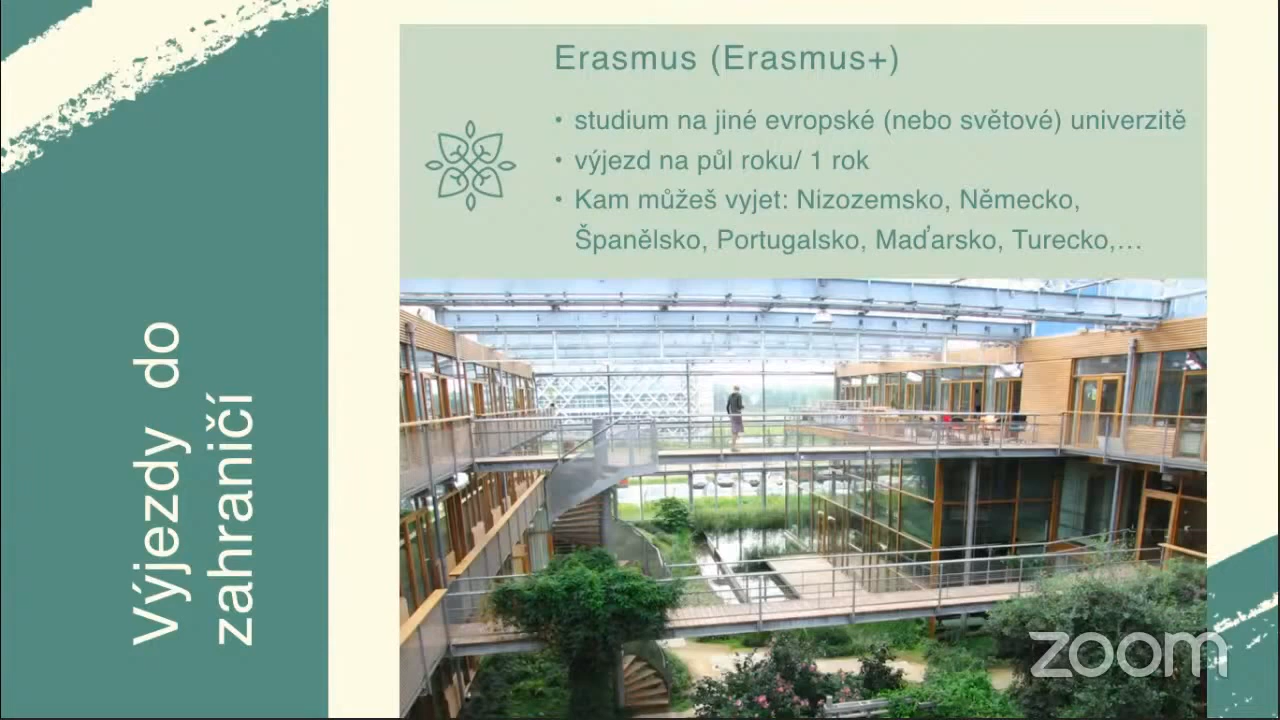 Výjezdy do
zahraničí
Erasmus (Erasmus+)
• studium na jiné evropské (nebo světové) univerzitě
• výjezd na půl roku/ 1 rok
• Kam můžeš vyjet: Nizozemsko, Německo,
Španělsko, Portugalsko, Maďarsko, Turecko,…
zoom